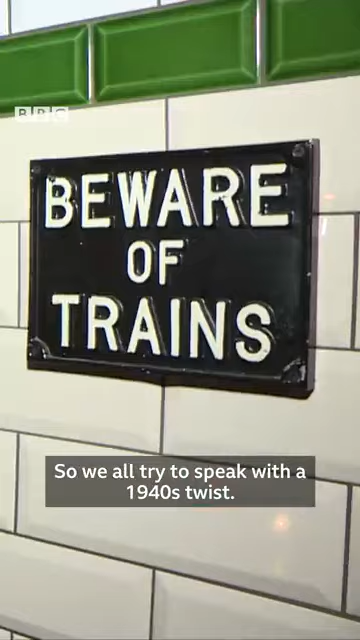 BBC
BEWARE
OF
TRAINS
So we all try to speak with a
1940s twist.